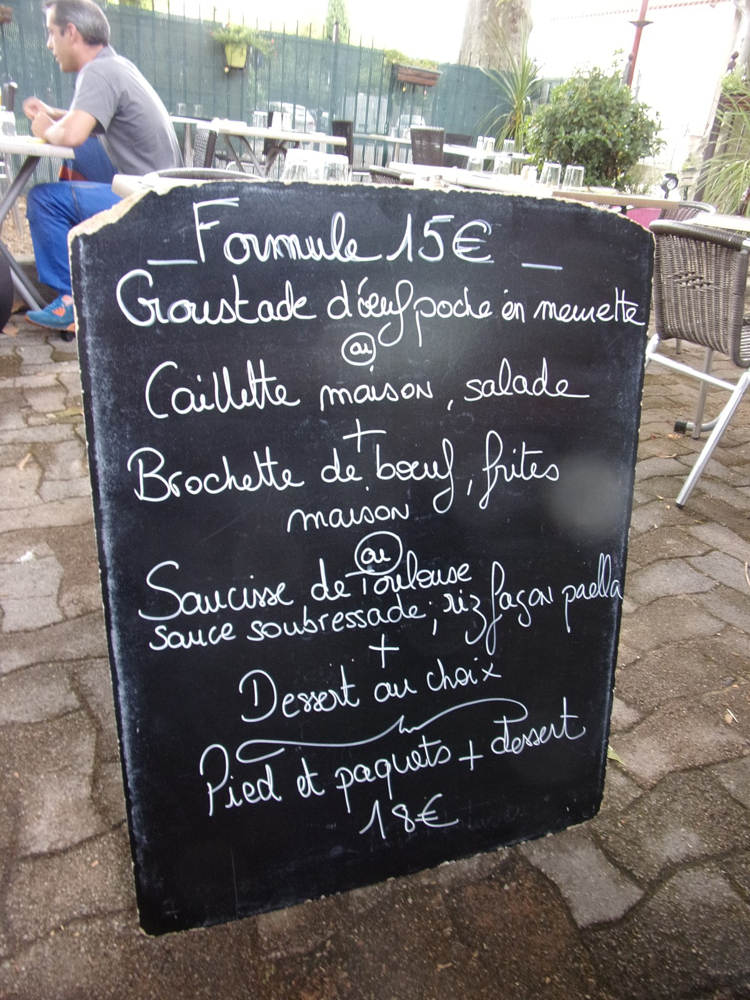 Formule 15€
Croustade d'œuf poché en meurette
ou
Caillette maison, salade
+
Brochette de bœuf, frites
maison
ou
Saucisse de Toulouse
sauce soubressade, riz façon paella
+
Dessert au choix
Pied et paquets + dessert
18€